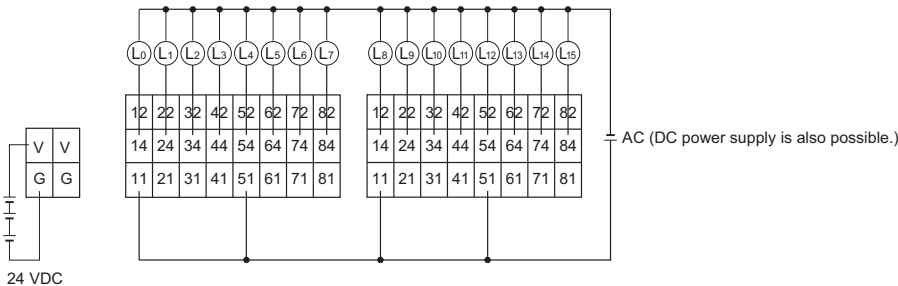 L0 L1 L2 L3 L4 L5 L6 L7 L8 L9 L10 L11 L12 L13 L14 L15
12 22 32 42 52 62 72 82 12 22 32 42 52 62 72 82
V V 14 24 34 44 54 64 74 84 14 24 34 44 54 64 74 84 AC (DC power supply is also possible.)
G G 11 21 31 41 51 61 71 81 11 21 31 41 51 61 71 81
24 VDC